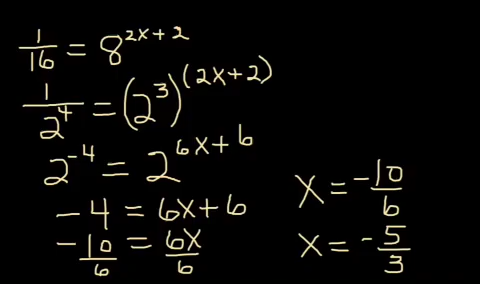 1/16 = 8^(2x+2)
1/2^4 = (2^3)^(2x+2)
2^-4 = 2^(6x+6)
-4 = 6x+6
-10/6 = 6x/6
x = -10/6
x = -5/3